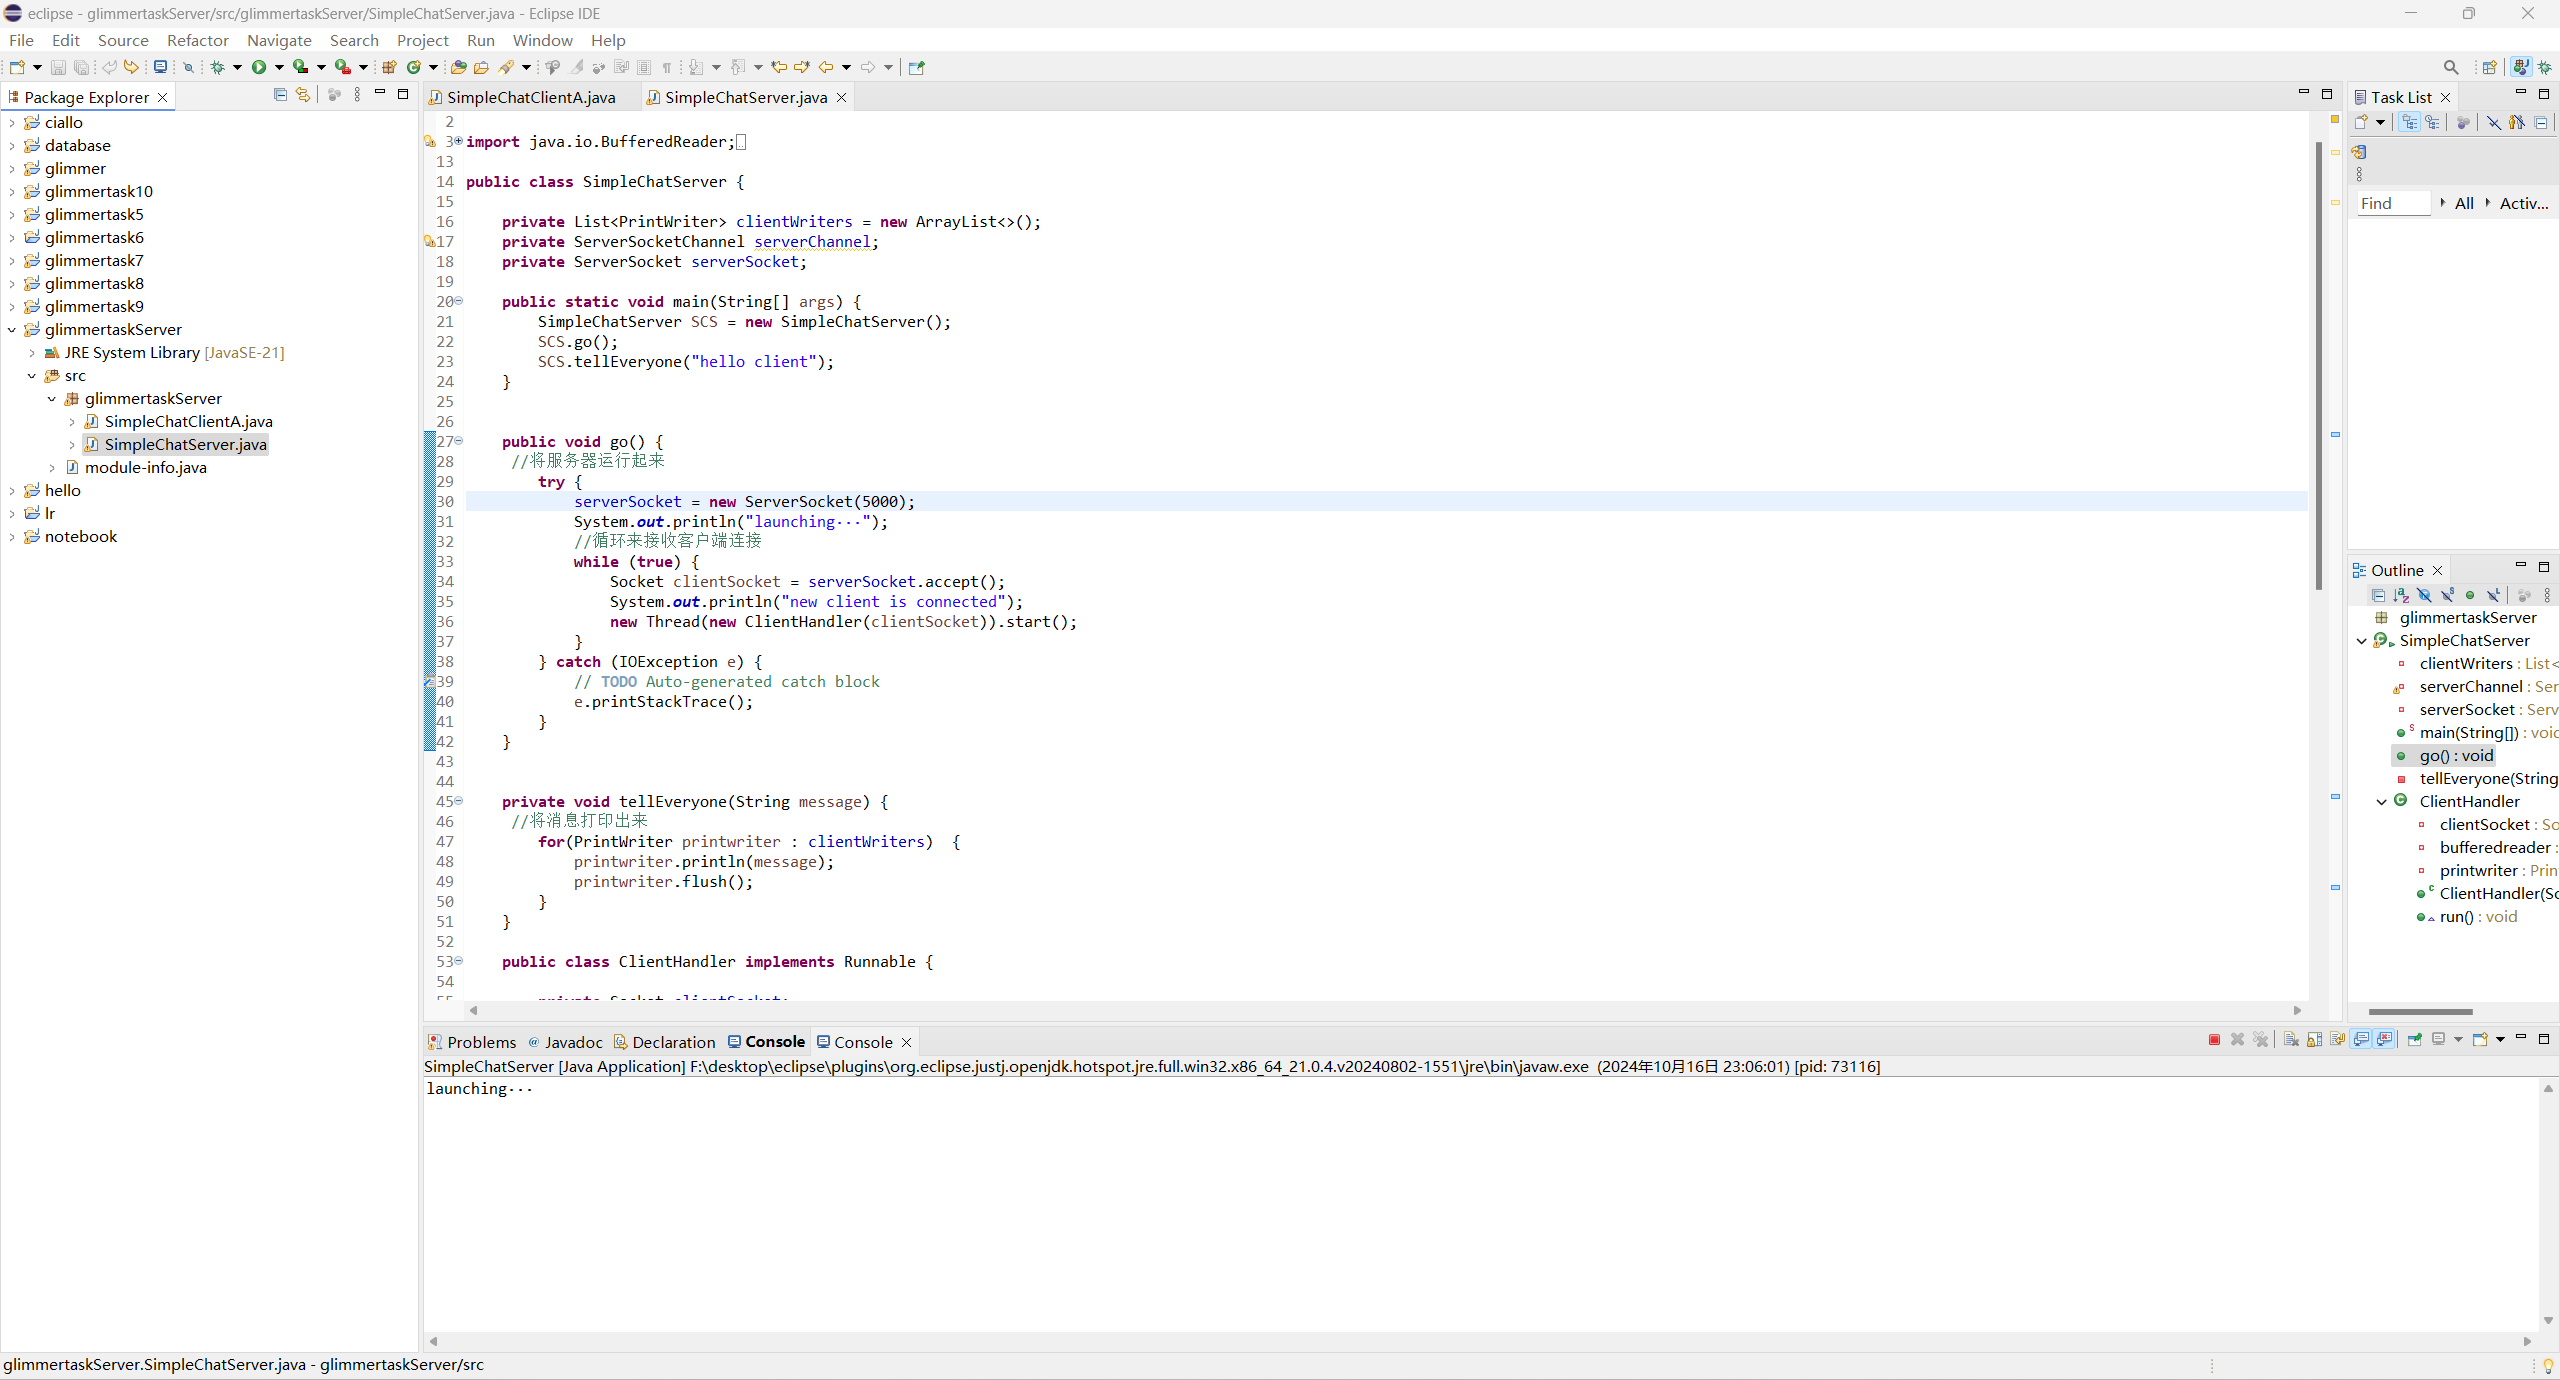 eclipse - glimmertaskServer/src/glimmertaskServer/SimpleChatServer.java - Eclipse IDE
File Edit Source Refactor Navigate Search Project Run Window Help
Package Explorer
ciallo
database
glimmer
glimmertask10
glimmertask5
glimmertask6
glimmertask7
glimmertask8
glimmertask9
glimmertaskServer
JRE System Library [JavaSE-21]
src
glimmertaskServer
SimpleChatClientA.java
SimpleChatServer.java
module-info.java
hello
lr
notebook
SimpleChatClientA.java SimpleChatServer.java
2
3 import java.io.BufferedReader;
13
14 public class SimpleChatServer {
15
16 private List<PrintWriter> clientWriters = new ArrayList<>();
17 private ServerSocketChannel serverChannel;
18 private ServerSocket serverSocket;
19
20 public static void main(String[] args) {
21 SimpleChatServer SCS = new SimpleChatServer();
22 SCS.go();
23 SCS.tellEveryone("hello client");
24 }
25
26
27 public void go() {
28 //将服务器运行起来
29 try {
30 serverSocket = new ServerSocket(5000);
31 System.out.println("launching···");
32 //循环来接收客户端连接
33 while (true) {
34 Socket clientSocket = serverSocket.accept();
35 System.out.println("new client is connected");
36 new Thread(new ClientHandler(clientSocket)).start();
37 }
38 } catch (IOException e) {
39 // TODO Auto-generated catch block
40 e.printStackTrace();
41 }
42 }
43
44
45 private void tellEveryone(String message) {
46 //将消息打印出来
47 for(PrintWriter printwriter : clientWriters) {
48 printwriter.println(message);
49 printwriter.flush();
50 }
51 }
52
53 public class ClientHandler implements Runnable {
54
Task List
Find All Activ...
Outline
glimmertaskServer
SimpleChatServer
clientWriters : List<
serverChannel : Ser
serverSocket : Serv
main(String[]) : voic
go() : void
tellEveryone(String
ClientHandler
clientSocket : So
bufferedreader :
printwriter : Prin
ClientHandler(So
run() : void
Problems Javadoc Declaration Console Console
SimpleChatServer [Java Application] F:\desktop\eclipse\plugins\org.eclipse.justj.openjdk.hotspot.jre.full.win32.x86_64_21.0.4.v20240802-1551\jre\bin\javaw.exe (2024年10月16日 23:06:01) [pid: 73116]
launching···
glimmertaskServer.SimpleChatServer.java - glimmertaskServer/src